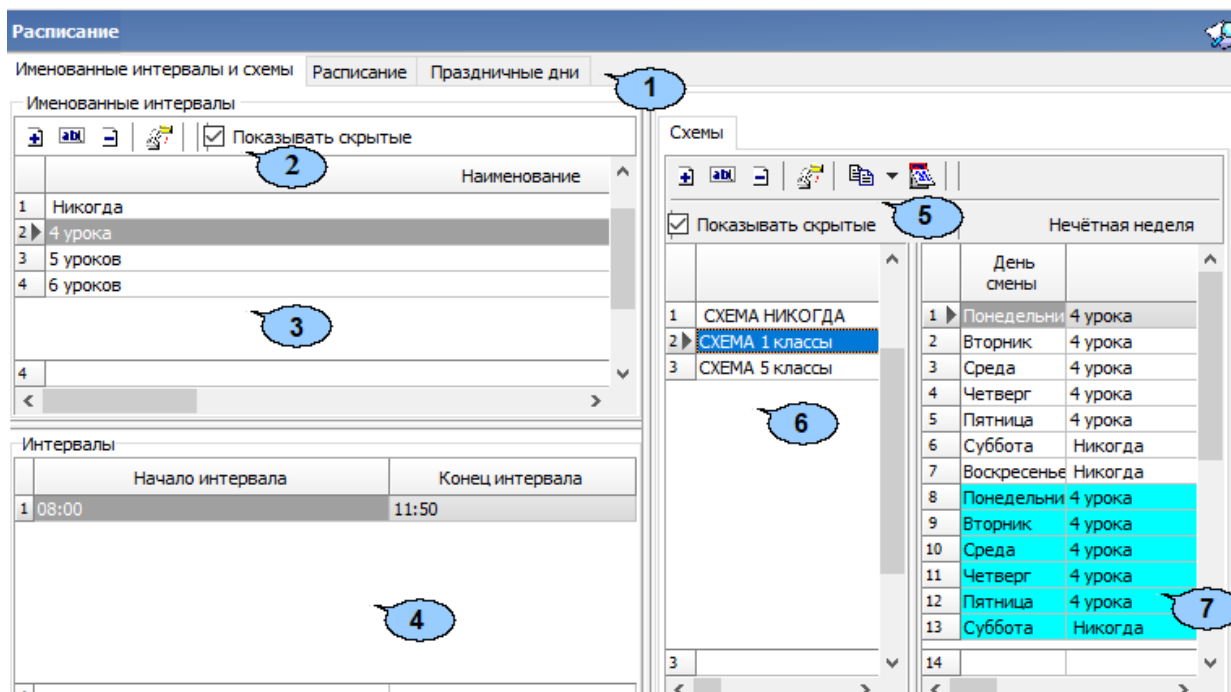 Расписание
Именованные интервалы и схемы Расписание Праздничные дни
1
Именованные интервалы
ab Показывать скрытые
2
Наименование
1 Никогда
2 4 урока
3 5 уроков
4 6 уроков
3
4
Интервалы
Начало интервала Конец интервала
1 08:00 11:50
4
Схемы
ab
5
Показывать скрытые Нечётная неделя
1 СХЕМА НИКОГДА
2 СХЕМА 1 классы
3 СХЕМА 5 классы
6
3
День смены
1 Понедельни 4 урока
2 Вторник 4 урока
3 Среда 4 урока
4 Четверг 4 урока
5 Пятница 4 урока
6 Суббота Никогда
7 Воскресенье Никогда
8 Понедельни 4 урока
9 Вторник 4 урока
10 Среда 4 урока
11 Четверг 4 урока
12 Пятница 4 урока
7
13 Суббота Никогда
14